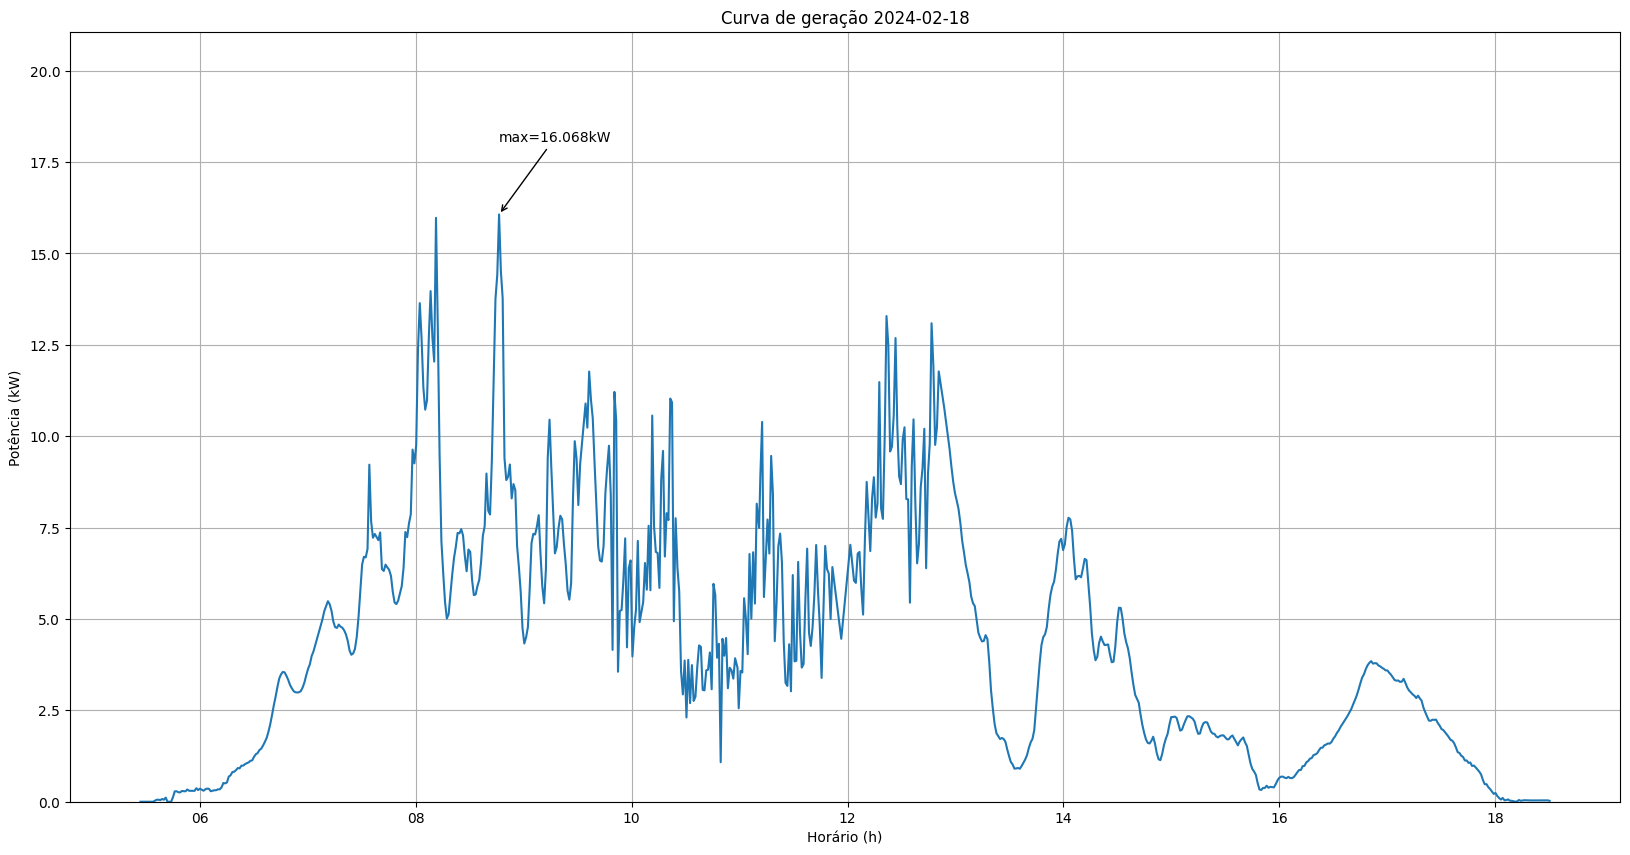 Curva de geração 2024-02-18
20.0
17.5
15.0
12.5
10.0
7.5
5.0
2.5
0.0
Potência (kW)
max=16.068kW
06 08 10 12 14 16 18
Horário (h)